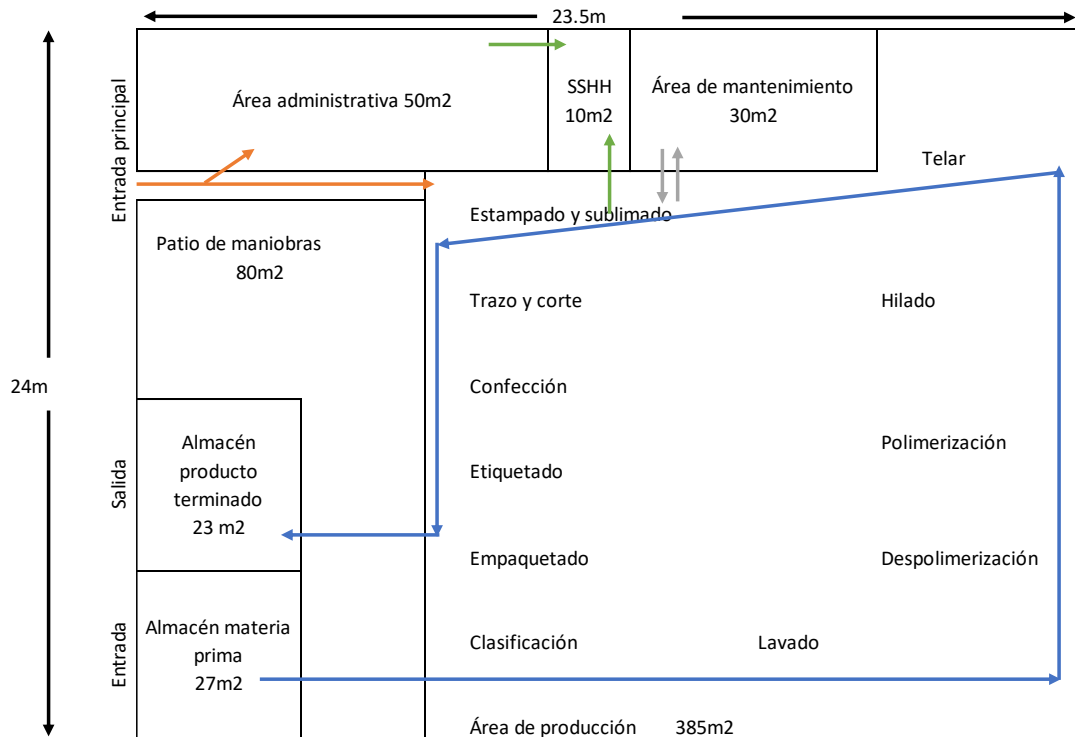 23.5m
Entrada principal
Área administrativa 50m2
SSHH
10m2
Área de mantenimiento
30m2
Telar
Estampado y sublimado
Patio de maniobras
80m2
Trazo y corte
Hilado
24m
Confección
Salida
Almacén
producto
terminado
23 m2
Etiquetado
Polimerización
Empaquetado
Despolimerización
Entrada
Almacén materia
prima
27m2
Clasificación
Lavado
Área de producción 385m2